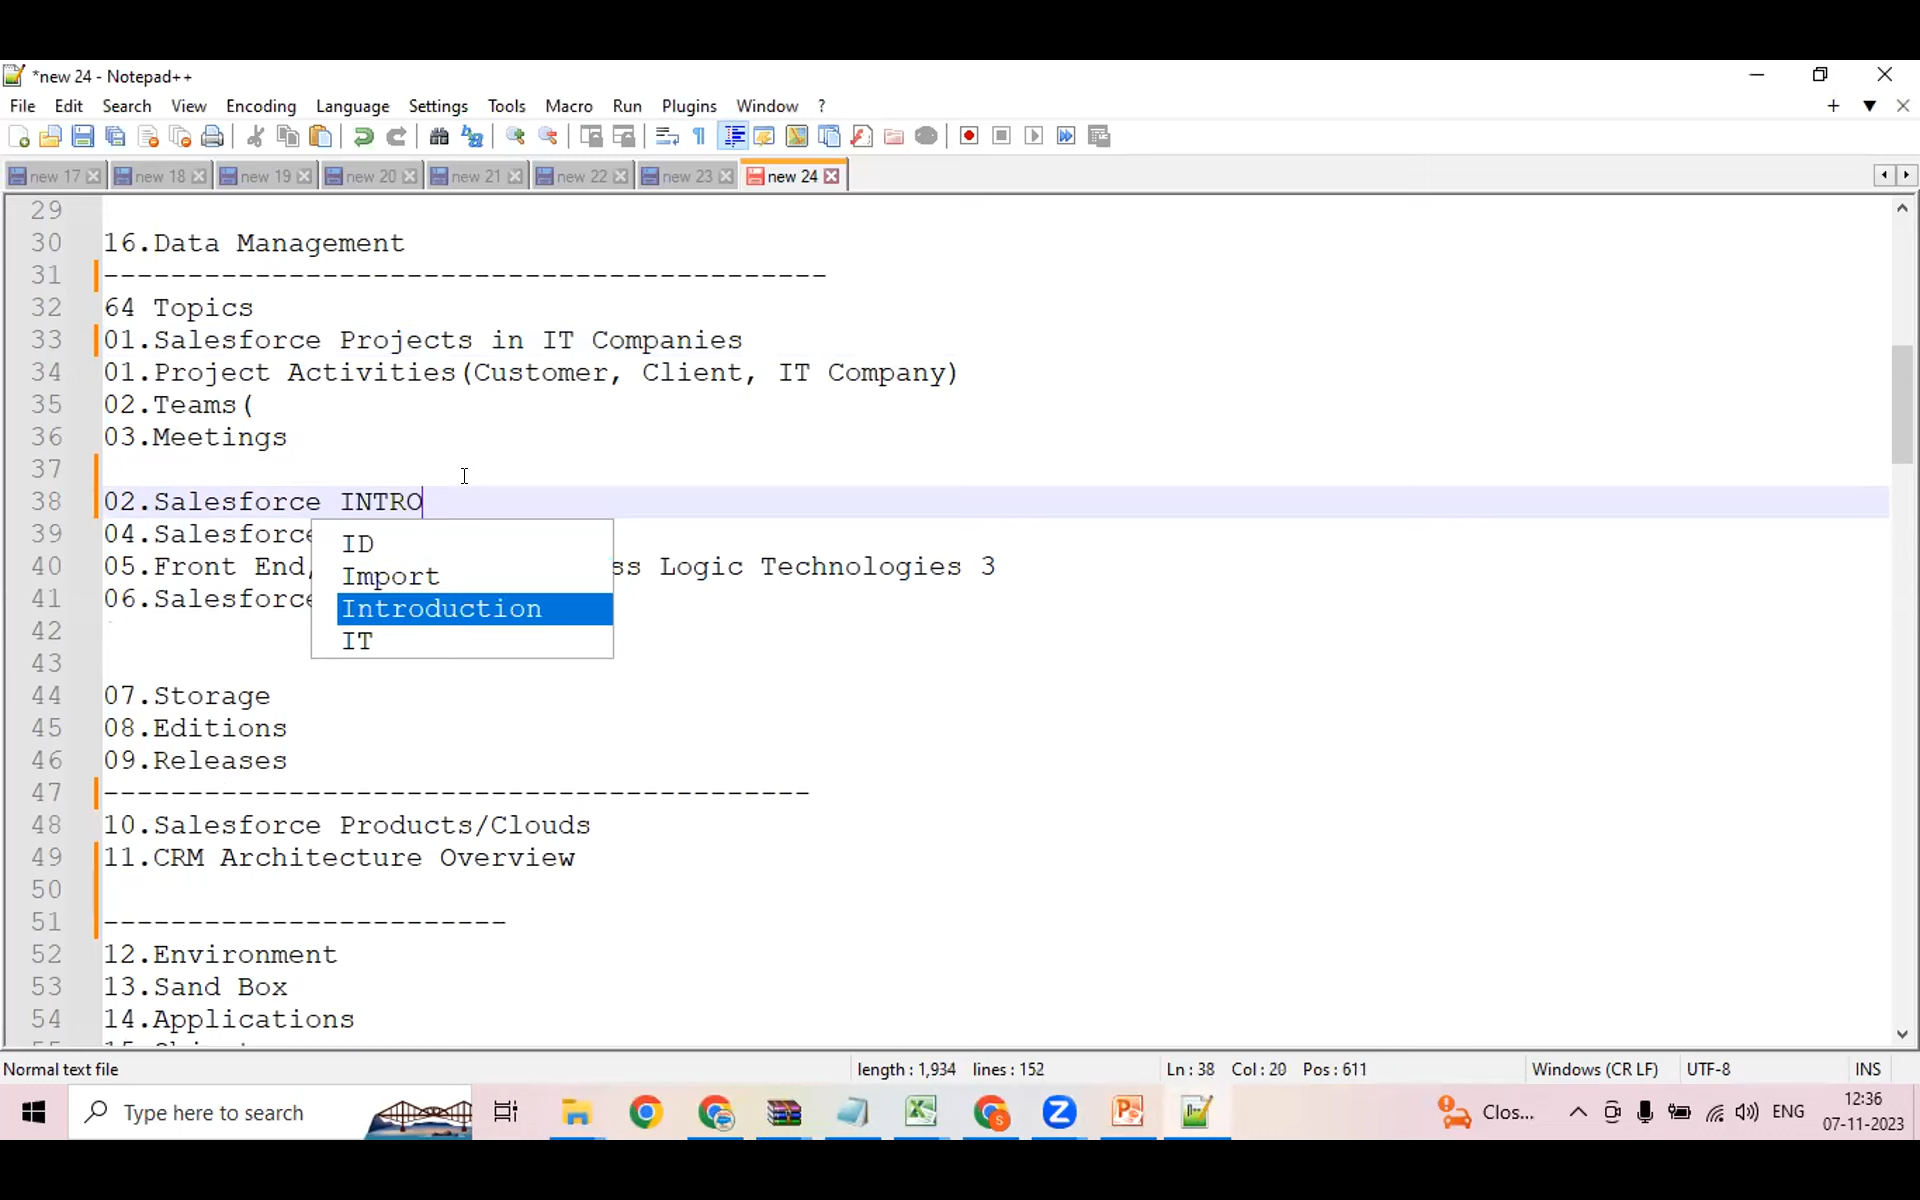 *new 24 - Notepad++
File Edit Search View Encoding Language Settings Tools Macro Run Plugins Window ?
new 17 new 18 new 19 new 20 new 21 new 22 new 23 new 24
29
30 16.Data Management
31 -------------------------------------------
32 64 Topics
33 01.Salesforce Projects in IT Companies
34 01.Project Activities(Customer, Client, IT Company)
35 02.Teams(
36 03.Meetings
37
38 02.Salesforce INTRO
ID
39 04.Salesforce
40 05.Front End, ss Logic Technologies 3
Import
41 06.Salesforce
Introduction
42
IT
43
44 07.Storage
45 08.Editions
46 09.Releases
47 ------------------------------------------
48 10.Salesforce Products/Clouds
49 11.CRM Architecture Overview
50
51 ------------------------
52 12.Environment
53 13.Sand Box
54 14.Applications
Normal text file length : 1,934 lines : 152 Ln : 38 Col : 20 Pos : 611 Windows (CR LF) UTF-8 INS
Type here to search Clos... ENG 12:36
07-11-2023